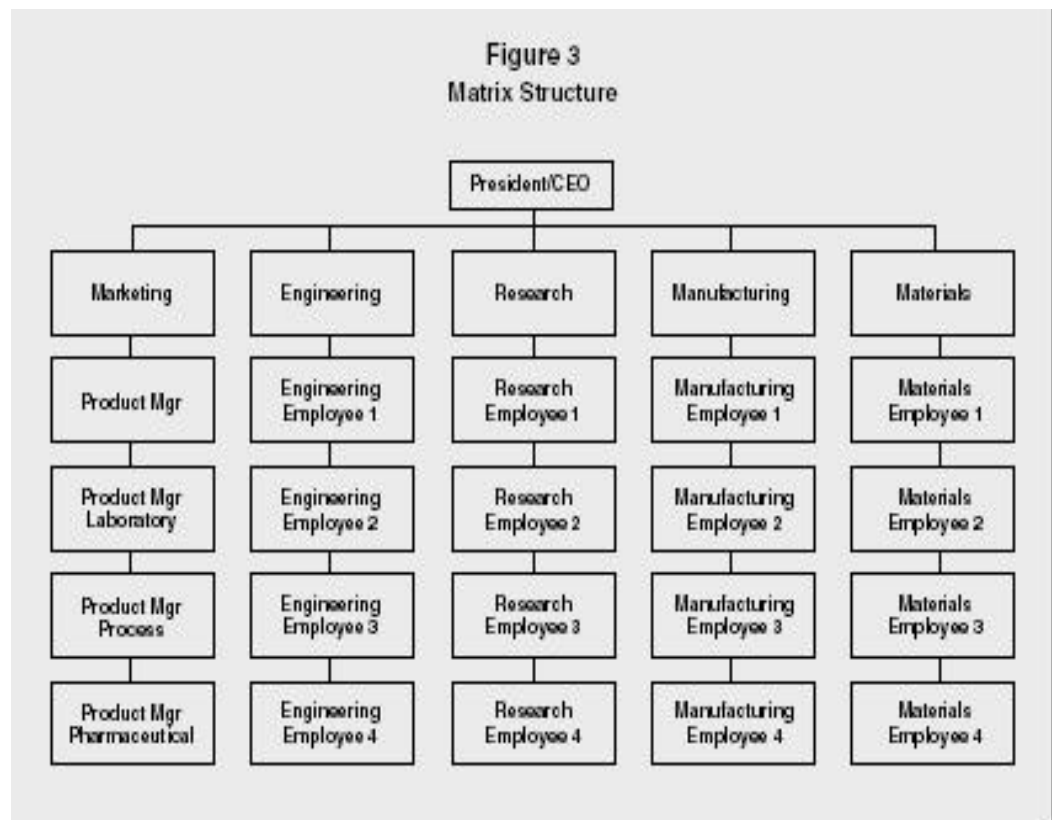 Figure 3
Matrix Structure
President/CEO
Marketing
Engineering
Research
Manufacturing
Materials
Product Mgr
Engineering
Employee 1
Research
Employee 1
Manufacturing
Employee 1
Materials
Employee 1
Product Mgr
Laboratory
Engineering
Employee 2
Research
Employee 2
Manufacturing
Employee 2
Materials
Employee 2
Product Mgr
Process
Engineering
Employee 3
Research
Employee 3
Manufacturing
Employee 3
Materials
Employee 3
Product Mgr
Pharmaceutical
Engineering
Employee 4
Research
Employee 4
Manufacturing
Employee 4
Materials
Employee 4